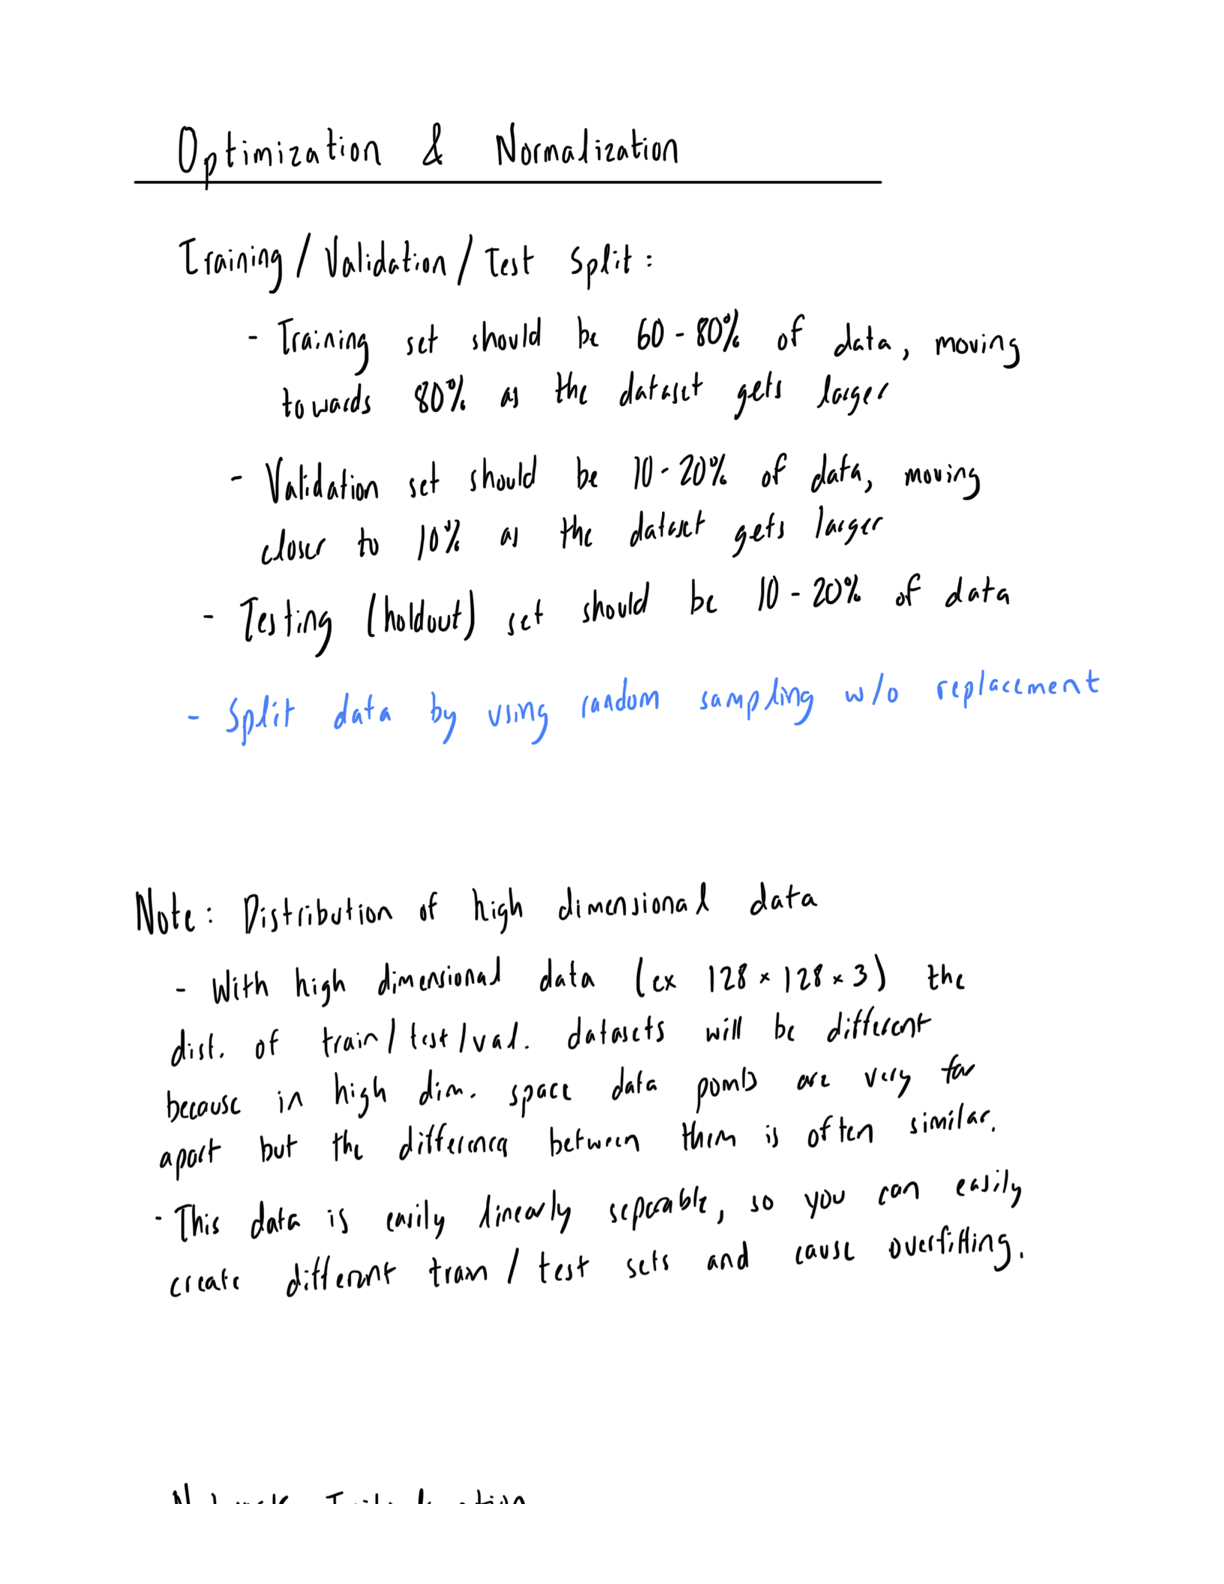 Optimization & Normalization
Training / Validation / Test Split:
- Training set should be 60 - 80% of data, moving
towards 80% as the dataset gets larger
- Validation set should be 10 - 20% of data, moving
closer to 10% as the dataset gets larger
- Testing (holdout) set should be 10 - 20% of data
- Split data by using random sampling w/o replacement
Note: Distribution of high dimensional data
- With high dimensional data (ex 128 × 128 × 3) the
dist. of train / test / val. datasets will be different
because in high dim. space data points are very far
apart but the difference between them is often similar.
- This data is easily linearly separable, so you can easily
create different train / test sets and cause overfitting.